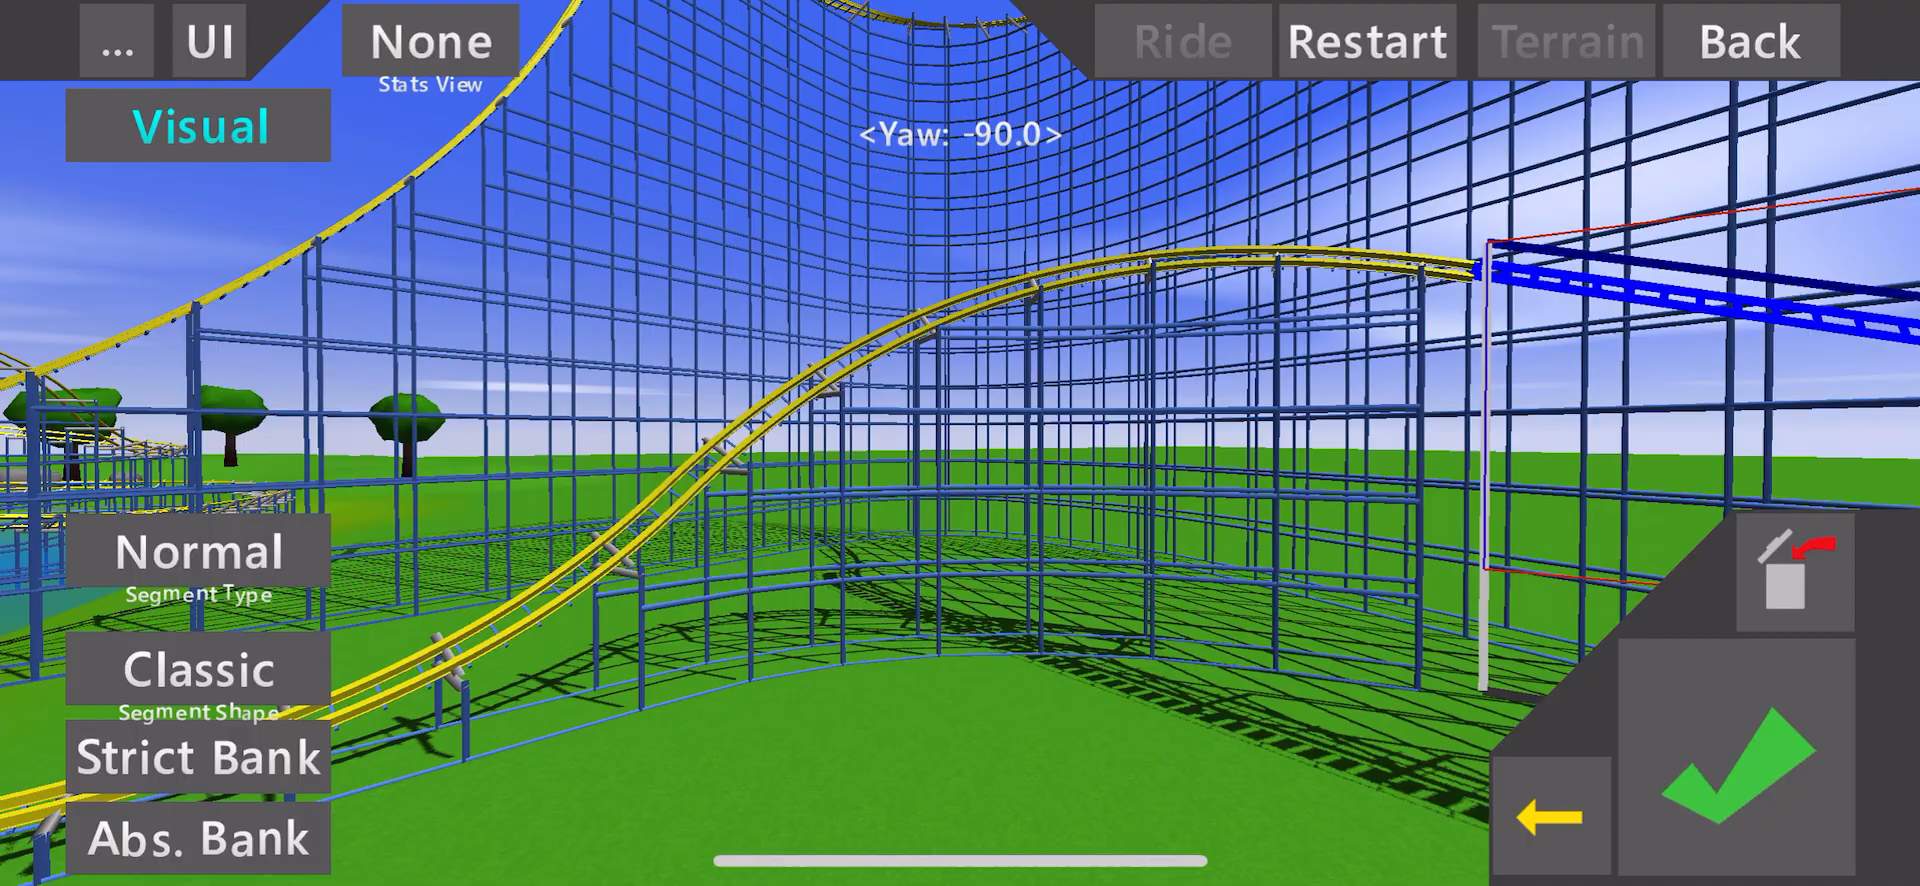 ...
UI
None
Stats View
Ride
Restart
Terrain
Back
Visual
<Yaw: -90.0>
Normal
Segment Type
Classic
Segment Shape
Strict Bank
Abs. Bank